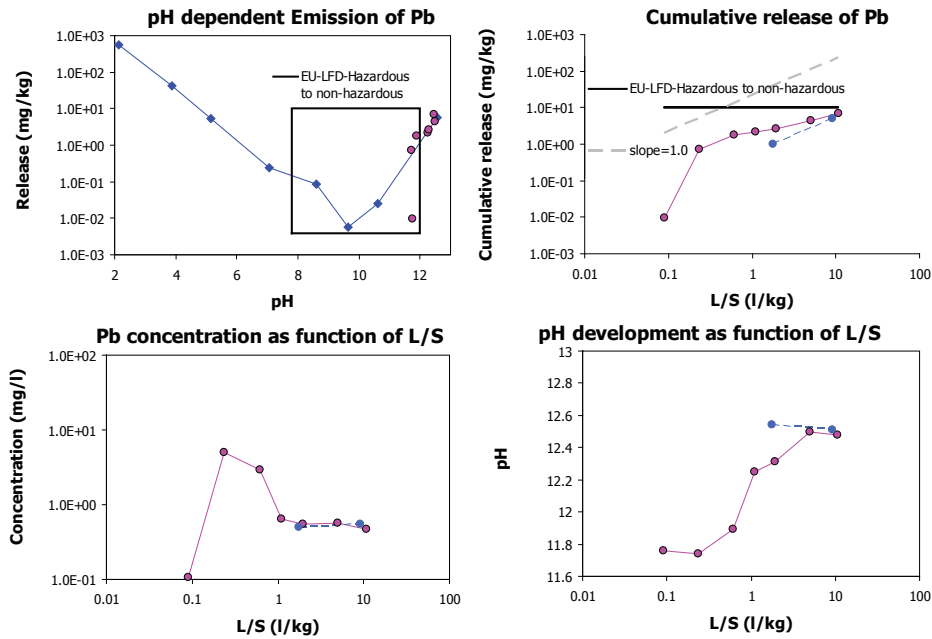 pH dependent Emission of Pb
Release (mg/kg)
1.0E+03
1.0E+02
1.0E+01
1.0E+00
1.0E-01
1.0E-02
1.0E-03
EU-LFD-Hazardous
to non-hazardous
2 4 6 8 10 12
pH
Cumulative release of Pb
Cumulative release (mg/kg)
1.0E+03
1.0E+02
1.0E+01
1.0E+00
1.0E-01
1.0E-02
1.0E-03
EU-LFD-Hazardous to non-hazardous
slope=1.0
0.01 0.1 1 10 100
L/S (l/kg)
Pb concentration as function of L/S
Concentration (mg/l)
1.0E+02
1.0E+01
1.0E+00
1.0E-01
0.01 0.1 1 10 100
L/S (l/kg)
pH development as function of L/S
pH
13
12.8
12.6
12.4
12.2
12
11.8
11.6
0.01 0.1 1 10 100
L/S (l/kg)